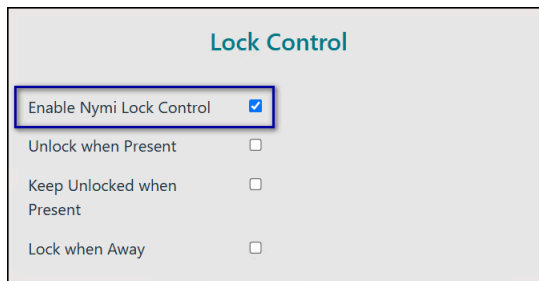 Lock Control
Enable Nymi Lock Control
Unlock when Present
Keep Unlocked when
Present
Lock when Away